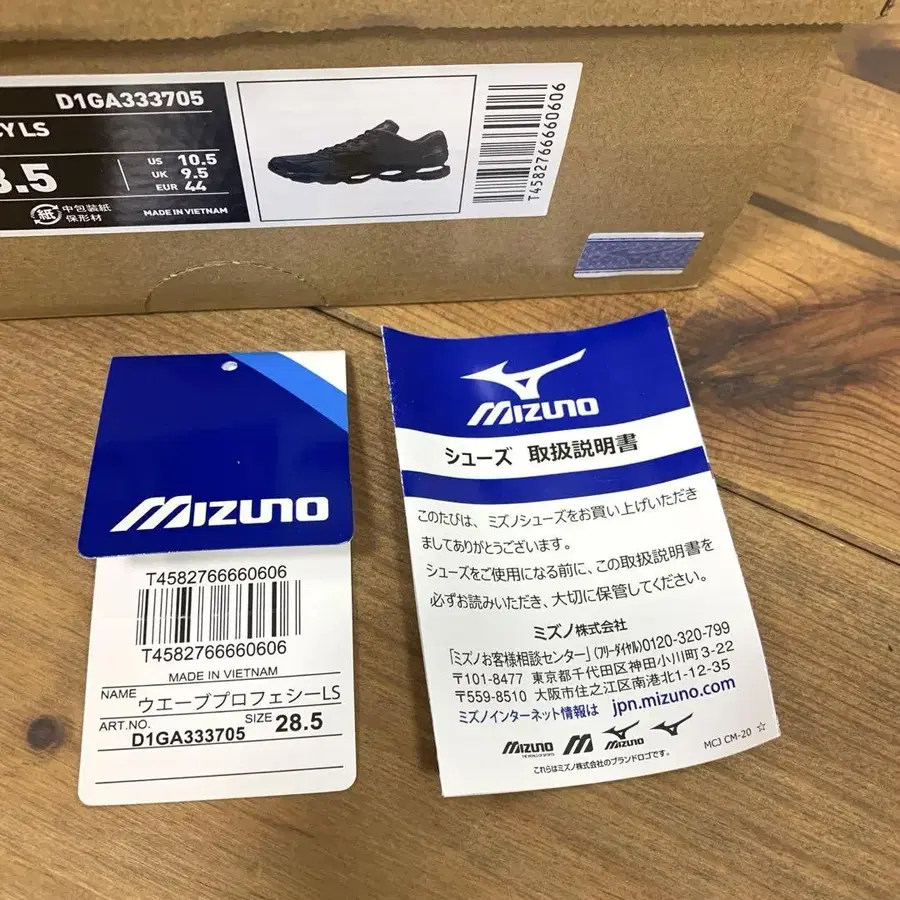 D1GA333705
CY LS
8.5
US 10.5
UK 9.5
EUR 44
紙 中包装紙
保形材
MADE IN VIETNAM
T4582766660606
MIZUNO
T4582766660606
T4582766660606
MADE IN VIETNAM
NAME ウエーブプロフェシーLS
ART.NO. SIZE 28.5
D1GA333705
MIZUNO
シューズ 取扱説明書
このたびは、ミズノシューズをお買い上げいただき
ましてありがとうございます。
シューズをご使用になる前に、この取扱説明書を
必ずお読みいただき、大切に保管してください。
ミズノ株式会社
「ミズノお客様相談センター」(フリーダイヤル)0120-320-799
〒101-8477 東京都千代田区神田小川町3-22
〒559-8510 大阪市住之江区南港北1-12-35
ミズノインターネット情報は jpn.mizuno.com
MIZUNO MIZUNO
THE WORLD OF SPORTS
これらはミズノ株式会社のブランドロゴです。
MCJ CM-20 ☆